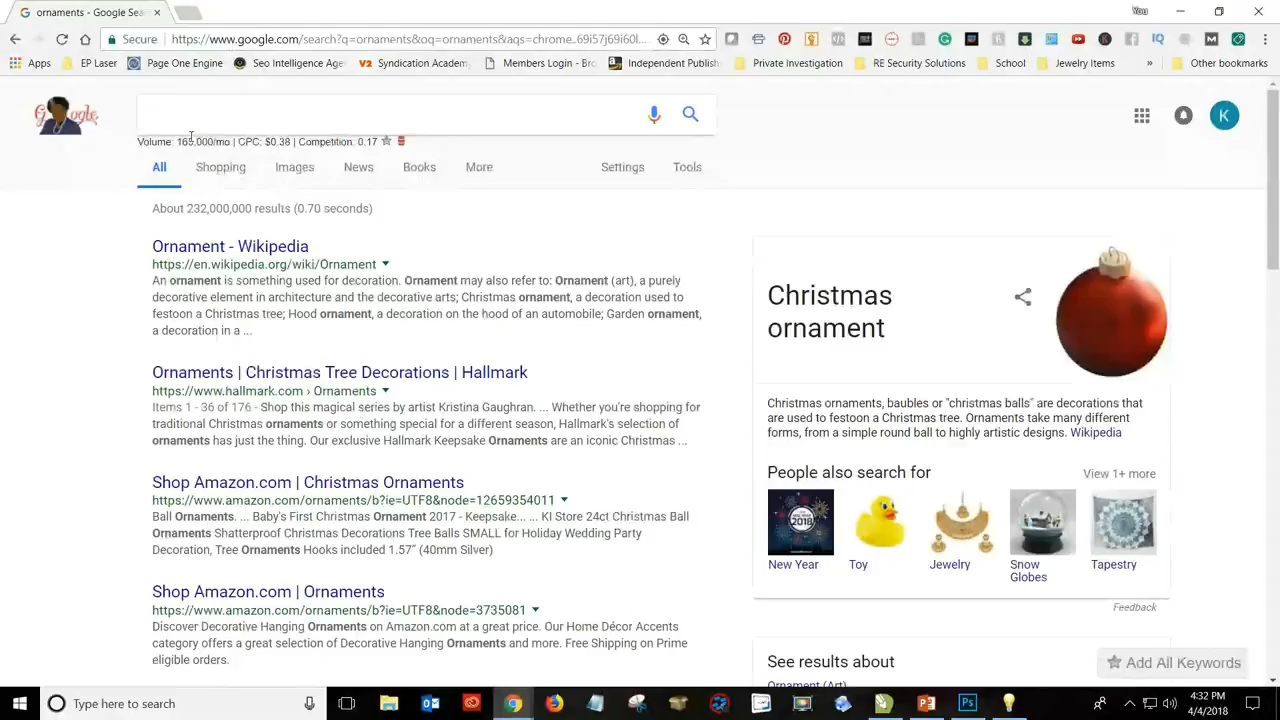 ornaments - Google Sea
You
Secure
https://www.google.com/search?q=ornaments&oq=ornaments&aqs=chrome..69i57j69i60l...
Apps
EP Laser
Page One Engine
Seo Intelligence Age
V2 Syndication Acade
Members Login - Bro
Independent Publish
Private Investigation
RE Security Solutions
School
Jewelry Items
»
Other bookmarks
K
Volume: 165,000/mo | CPC: $0.38 | Competition: 0.17
All
Shopping
Images
News
Books
More
Settings
Tools
About 232,000,000 results (0.70 seconds)
Ornament - Wikipedia
https://en.wikipedia.org/wiki/Ornament
An ornament is something used for decoration. Ornament may also refer to: Ornament (art), a purely
decorative element in architecture and the decorative arts; Christmas ornament, a decoration used to
festoon a Christmas tree; Hood ornament, a decoration on the hood of an automobile; Garden ornament,
a decoration in a ...
Ornaments | Christmas Tree Decorations | Hallmark
https://www.hallmark.com › Ornaments
Items 1 - 36 of 176 - Shop this magical series by artist Kristina Gaughran. ... Whether you're shopping for
traditional Christmas ornaments or something special for a different season, Hallmark's selection of
ornaments has just the thing. Our exclusive Hallmark Keepsake Ornaments are an iconic Christmas ...
Shop Amazon.com | Christmas Ornaments
https://www.amazon.com/ornaments/b?ie=UTF8&node=12659354011
Ball Ornaments. ... Baby's First Christmas Ornament 2017 - Keepsake... ... KI Store 24ct Christmas Ball
Ornaments Shatterproof Christmas Decorations Tree Balls SMALL for Holiday Wedding Party
Decoration, Tree Ornaments Hooks included 1.57" (40mm Silver)
Shop Amazon.com | Ornaments
https://www.amazon.com/ornaments/b?ie=UTF8&node=3735081
Discover Decorative Hanging Ornaments on Amazon.com at a great price. Our Home Décor Accents
category offers a great selection of Decorative Hanging Ornaments and more. Free Shipping on Prime
eligible orders.
Christmas
ornament
Christmas ornaments, baubles or "christmas balls" are decorations that
are used to festoon a Christmas tree. Ornaments take many different
forms, from a simple round ball to highly artistic designs. Wikipedia
People also search for
View 1+ more
2018
New Year
Toy
Jewelry
Snow
Globes
Tapestry
Feedback
See results about
Ornament (Art)
Add All Keywords
Type here to search
4:32 PM
4/4/2018